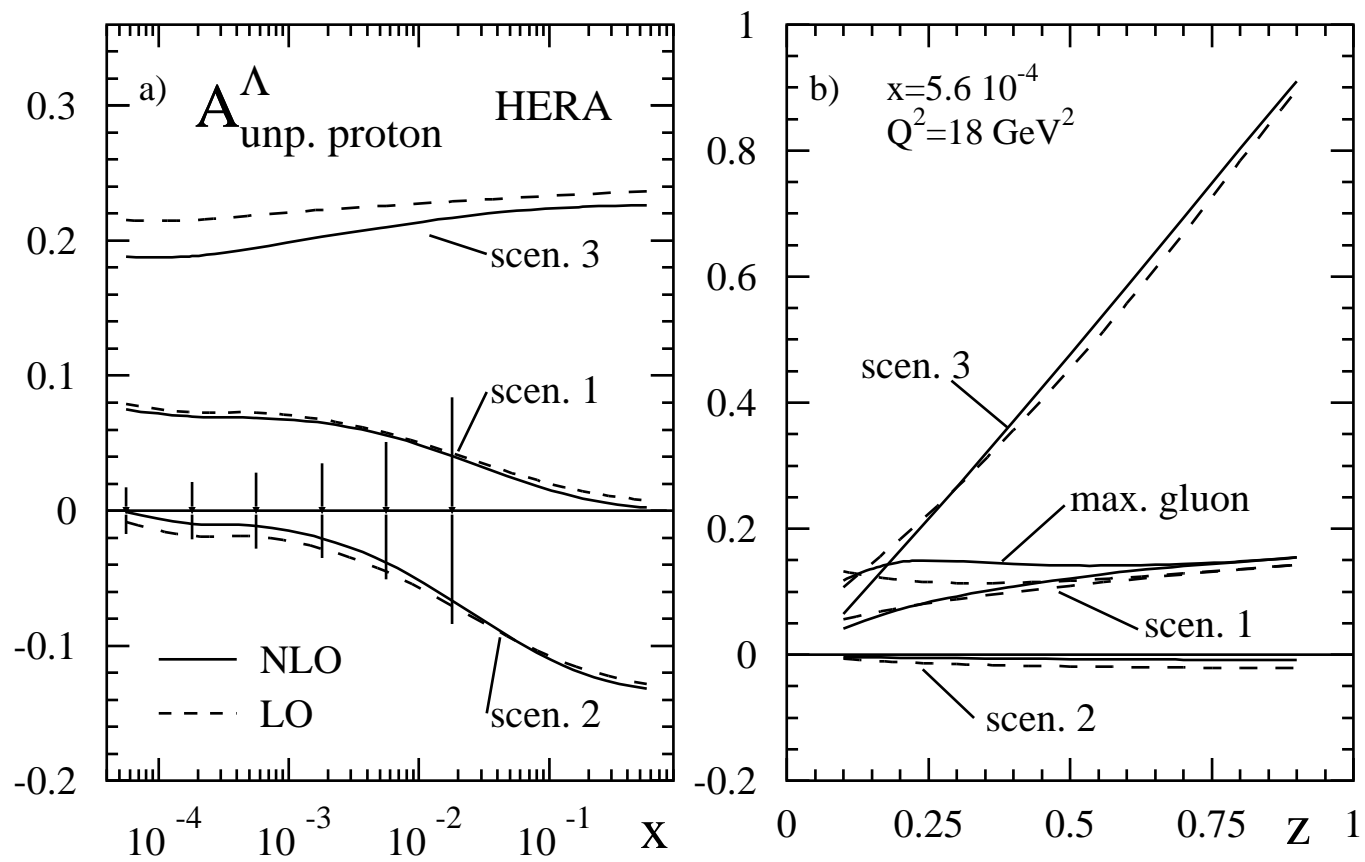 a) A^Λ_unp. proton
HERA
0.3
0.2
0.1
0
-0.1
-0.2
scen. 3
scen. 1
scen. 2
NLO
LO
10^-4 10^-3 10^-2 10^-1 x
b) x=5.6 10^-4
Q^2=18 GeV^2
1
0.8
0.6
0.4
0.2
0
-0.2
scen. 3
max. gluon
scen. 1
scen. 2
0 0.25 0.5 0.75 z 1